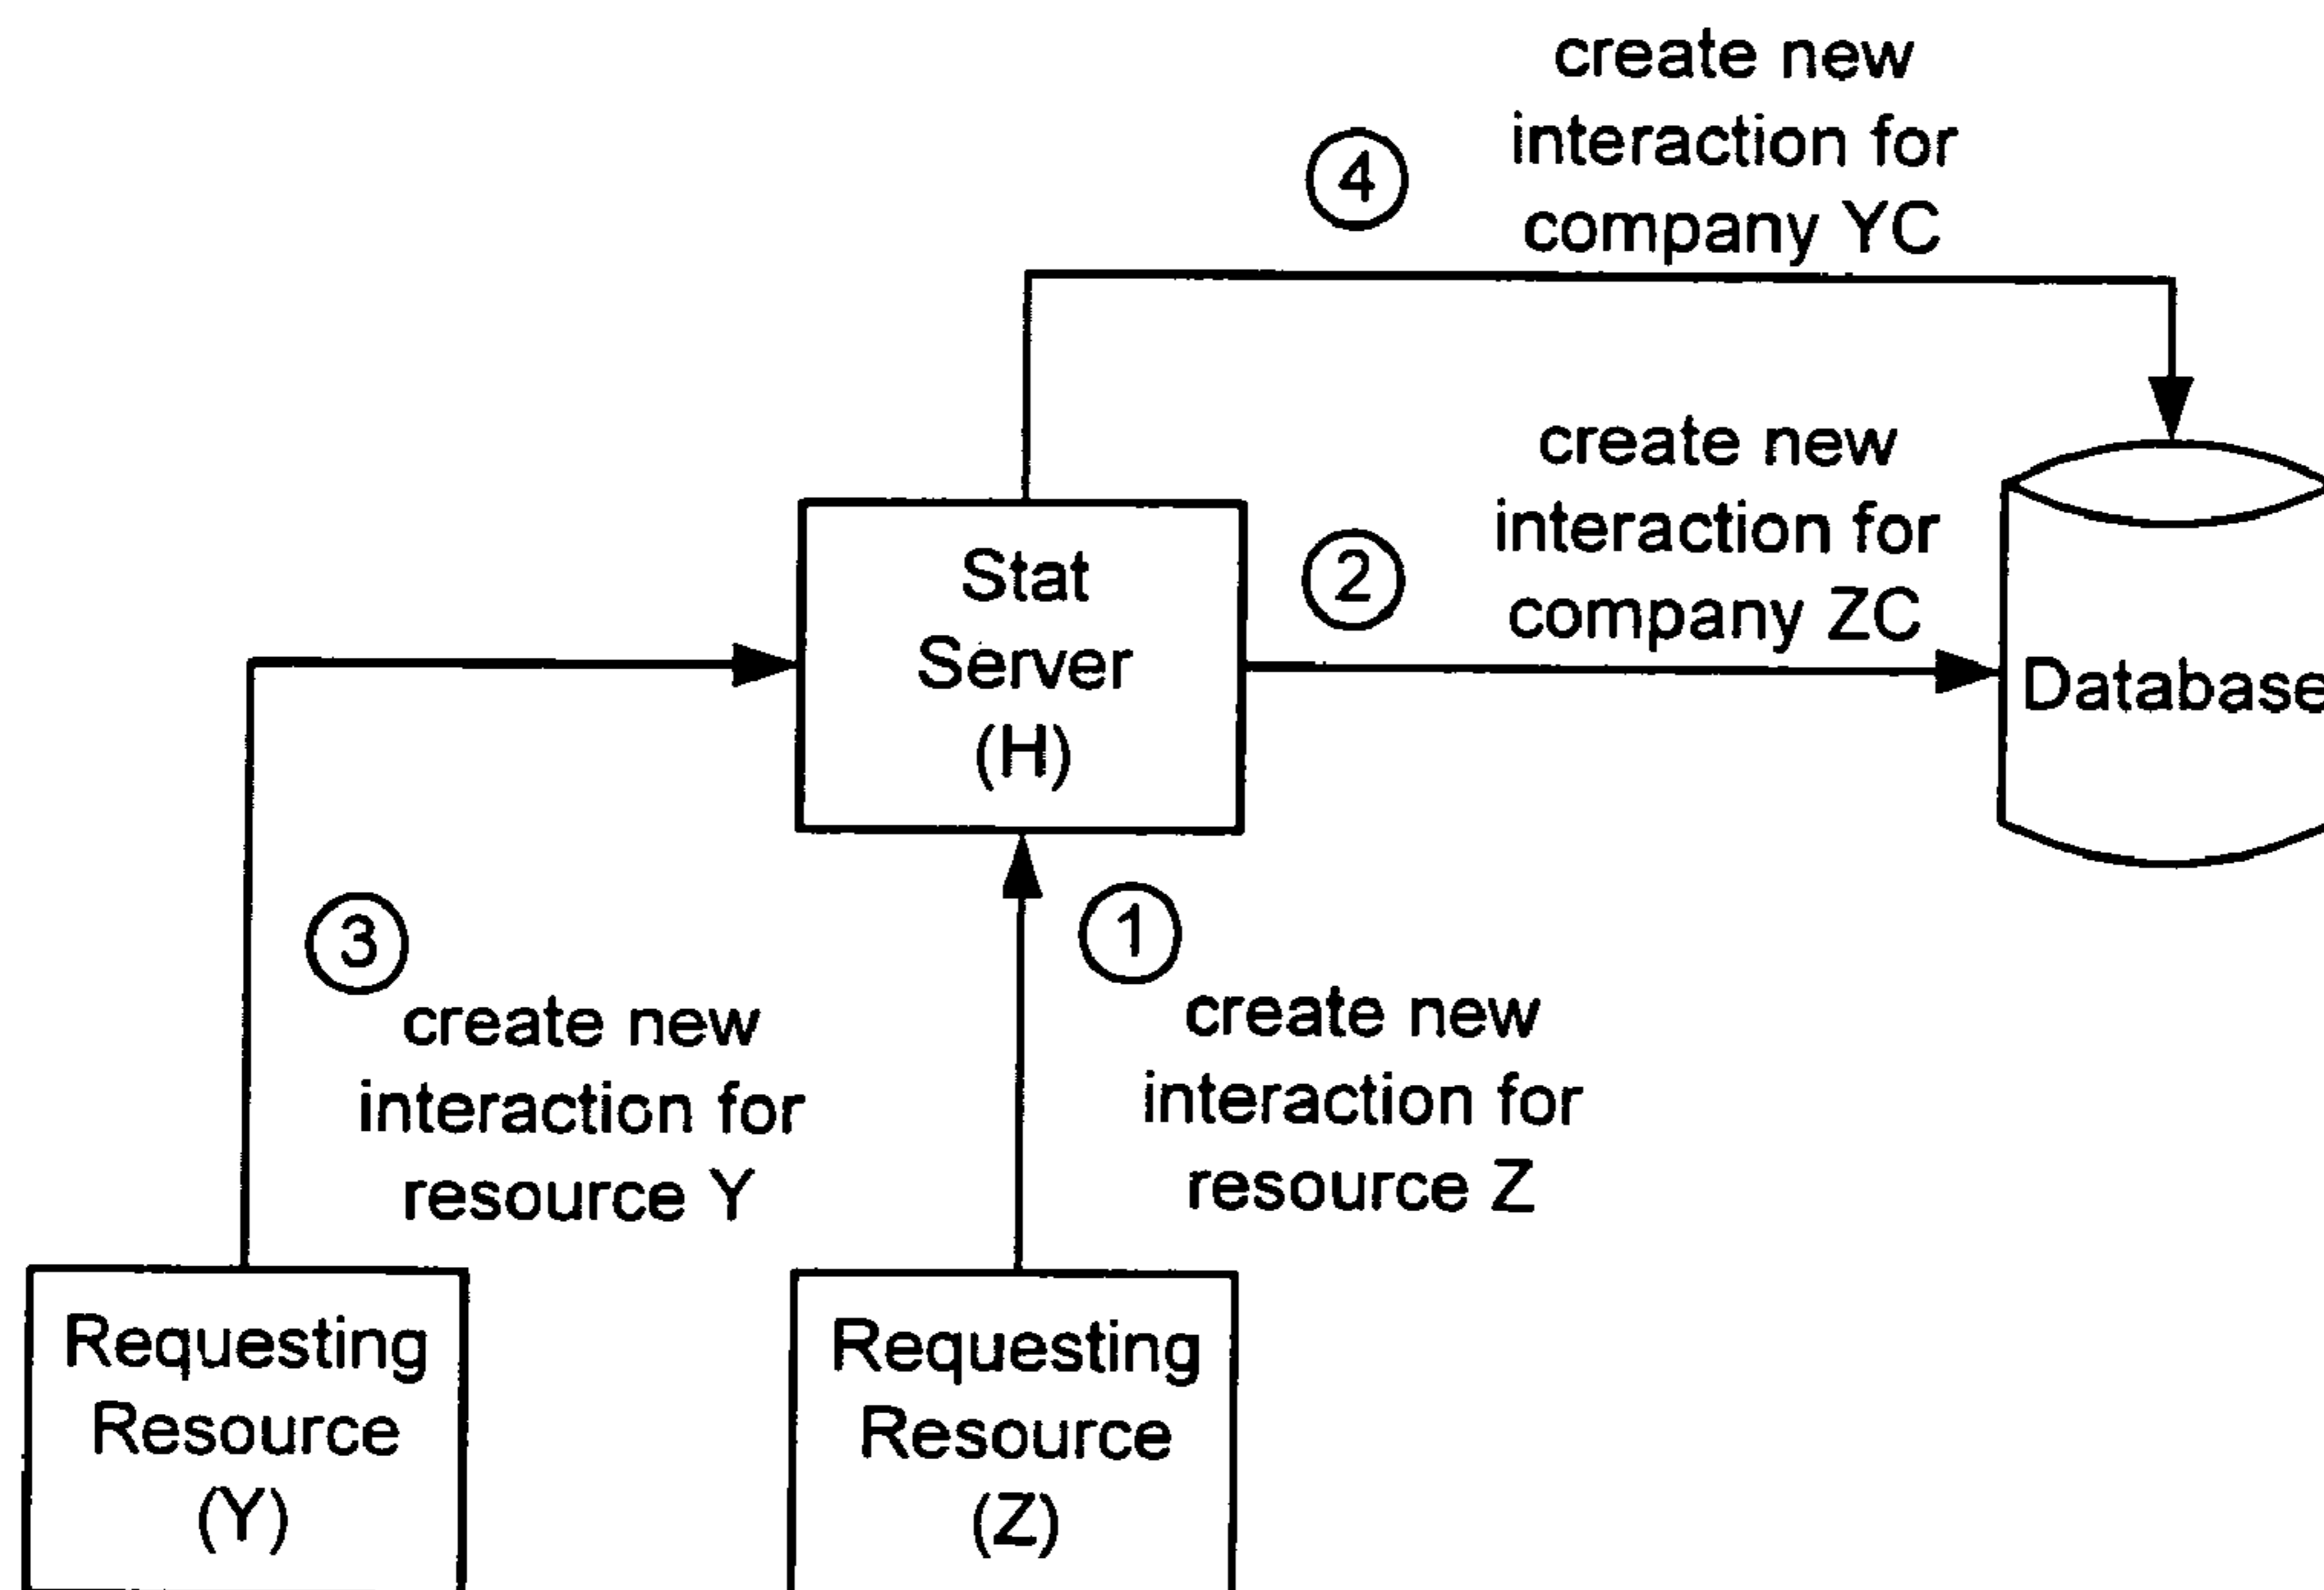 create new
interaction for
company YC
4
create new
interaction for
company ZC
2
Stat
Server
(H)
Database
3
create new
interaction for
resource Y
1
create new
interaction for
resource Z
Requesting
Resource
(Y)
Requesting
Resource
(Z)